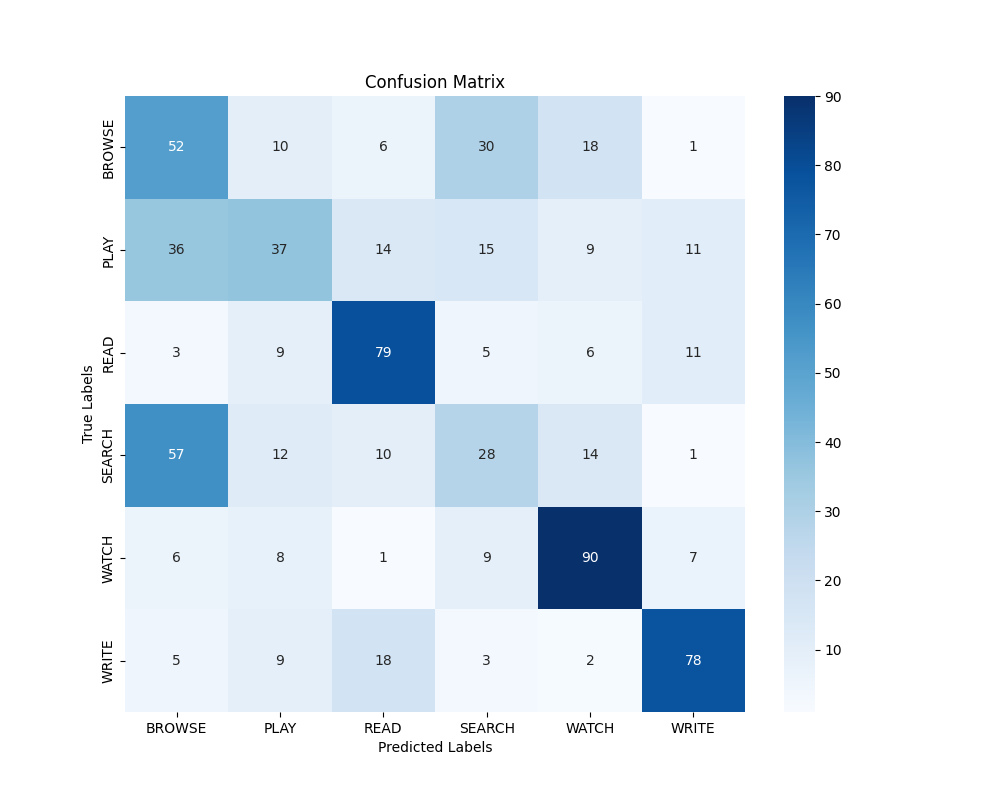 Confusion Matrix
BROWSE 52 10 6 30 18 1
PLAY 36 37 14 15 9 11
READ 3 9 79 5 6 11
SEARCH 57 12 10 28 14 1
WATCH 6 8 1 9 90 7
WRITE 5 9 18 3 2 78
BROWSE PLAY READ SEARCH WATCH WRITE
Predicted Labels
True Labels
90
80
70
60
50
40
30
20
10